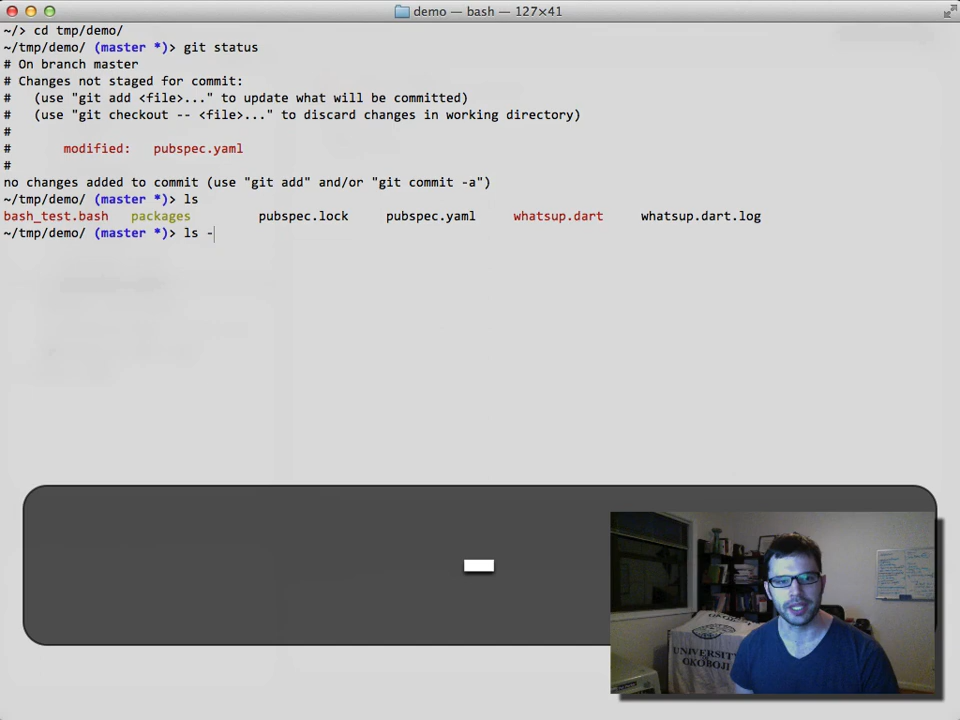 demo — bash — 127×41
~/> cd tmp/demo/
~/tmp/demo/ (master *)> git status
# On branch master
# Changes not staged for commit:
#   (use "git add <file>..." to update what will be committed)
#   (use "git checkout -- <file>..." to discard changes in working directory)
#
#       modified:   pubspec.yaml
#
no changes added to commit (use "git add" and/or "git commit -a")
~/tmp/demo/ (master *)> ls
bash_test.bash   packages         pubspec.lock     pubspec.yaml     whatsup.dart     whatsup.dart.log
~/tmp/demo/ (master *)> ls -
-
UNIVERSITY
OKOBOJI